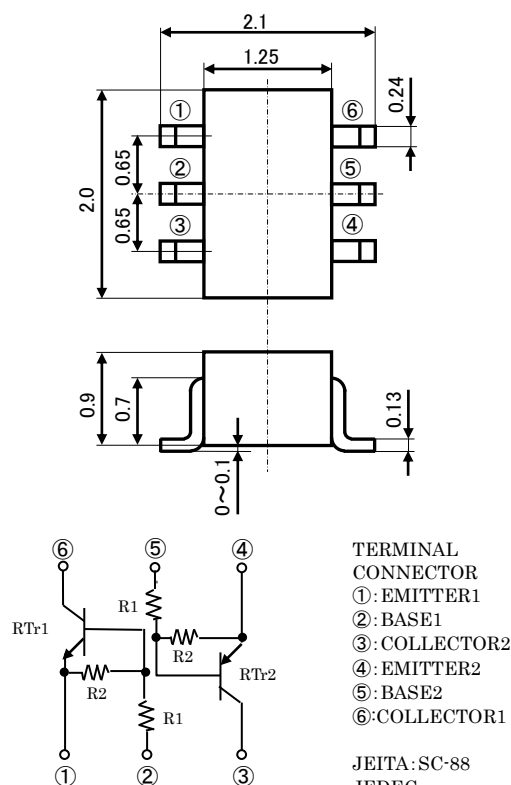 2.1
1.25
① ⑥
0.24
0.65
② ⑤
2.0
0.65
③ ④
0.9
0.7
0.13
0~0.1
⑥ ⑤ ④
R1
RTr1
R2
RTr2
R2
R1
① ② ③
TERMINAL
CONNECTOR
①:EMITTER1
②:BASE1
③:COLLECTOR2
④:EMITTER2
⑤:BASE2
⑥:COLLECTOR1
JEITA:SC-88